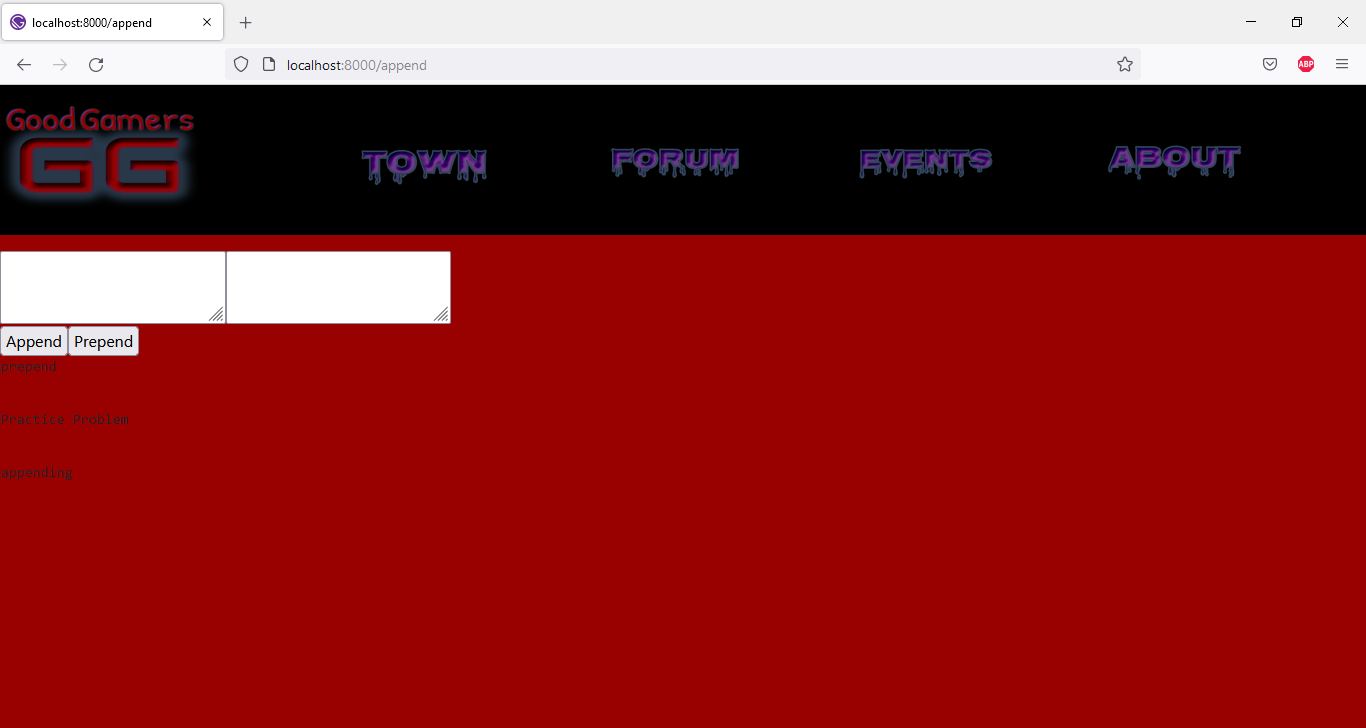 localhost:8000/append
localhost:8000/append
ABP
Good Gamers
GG
TOWN
FORUM
EVENTS
ABOUT
Append Prepend
prepend
Practice Problem
appending